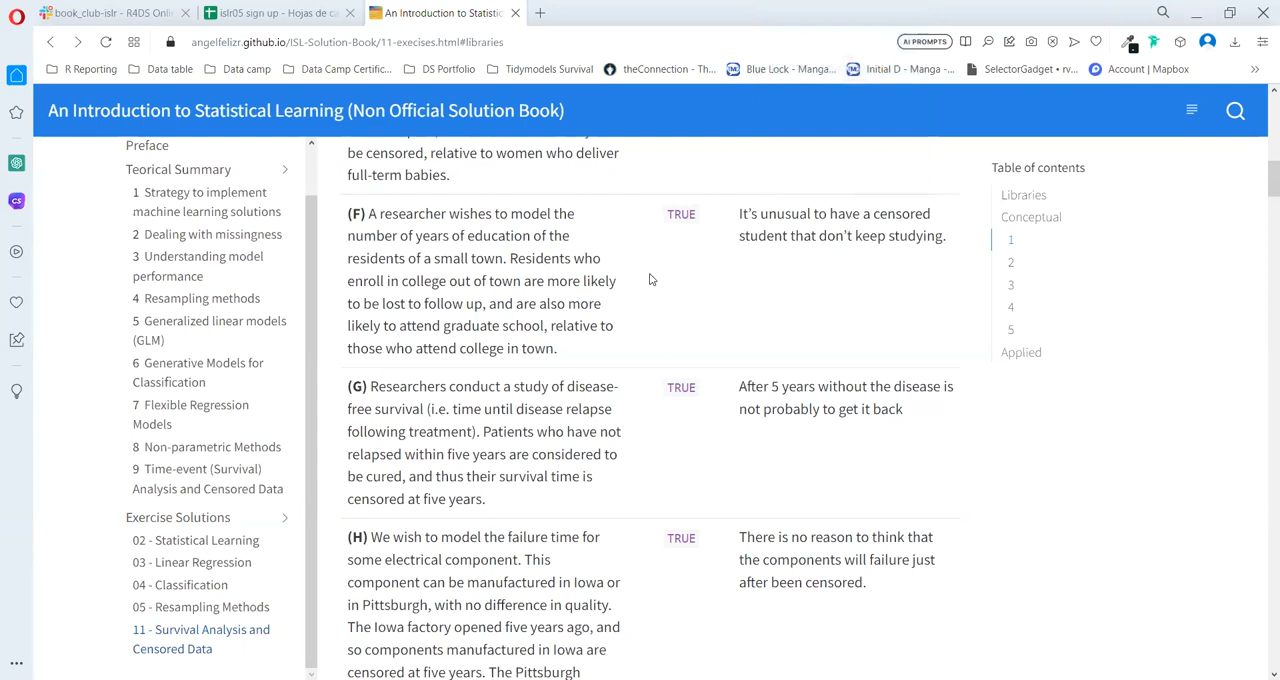 book_club-islr - R4DS Onli
islr05 sign up - Hojas de cá
An Introduction to Statistic
angelfelizr.github.io/ISL-Solution-Book/11-execises.html#libraries
AI PROMPTS
R Reporting
Data table
Data camp
Data Camp Certific...
DS Portfolio
Tidymodels Survival
theConnection - Th...
Blue Lock - Manga...
Initial D - Manga -...
SelectorGadget • rv...
Account | Mapbox
An Introduction to Statistical Learning (Non Official Solution Book)
Preface
Teorical Summary
1 Strategy to implement
machine learning solutions
2 Dealing with missingness
3 Understanding model
performance
4 Resampling methods
5 Generalized linear models
(GLM)
6 Generative Models for
Classification
7 Flexible Regression
Models
8 Non-parametric Methods
9 Time-event (Survival)
Analysis and Censored Data
Exercise Solutions
02 - Statistical Learning
03 - Linear Regression
04 - Classification
05 - Resampling Methods
11 - Survival Analysis and
Censored Data
be censored, relative to women who deliver
full-term babies.
(F) A researcher wishes to model the
number of years of education of the
residents of a small town. Residents who
enroll in college out of town are more likely
to be lost to follow up, and are also more
likely to attend graduate school, relative to
those who attend college in town.
TRUE
It's unusual to have a censored
student that don't keep studying.
(G) Researchers conduct a study of disease-
free survival (i.e. time until disease relapse
following treatment). Patients who have not
relapsed within five years are considered to
be cured, and thus their survival time is
censored at five years.
TRUE
After 5 years without the disease is
not probably to get it back
(H) We wish to model the failure time for
some electrical component. This
component can be manufactured in Iowa or
in Pittsburgh, with no difference in quality.
The Iowa factory opened five years ago, and
so components manufactured in Iowa are
censored at five years. The Pittsburgh
TRUE
There is no reason to think that
the components will failure just
after been censored.
Table of contents
Libraries
Conceptual
1
2
3
4
5
Applied